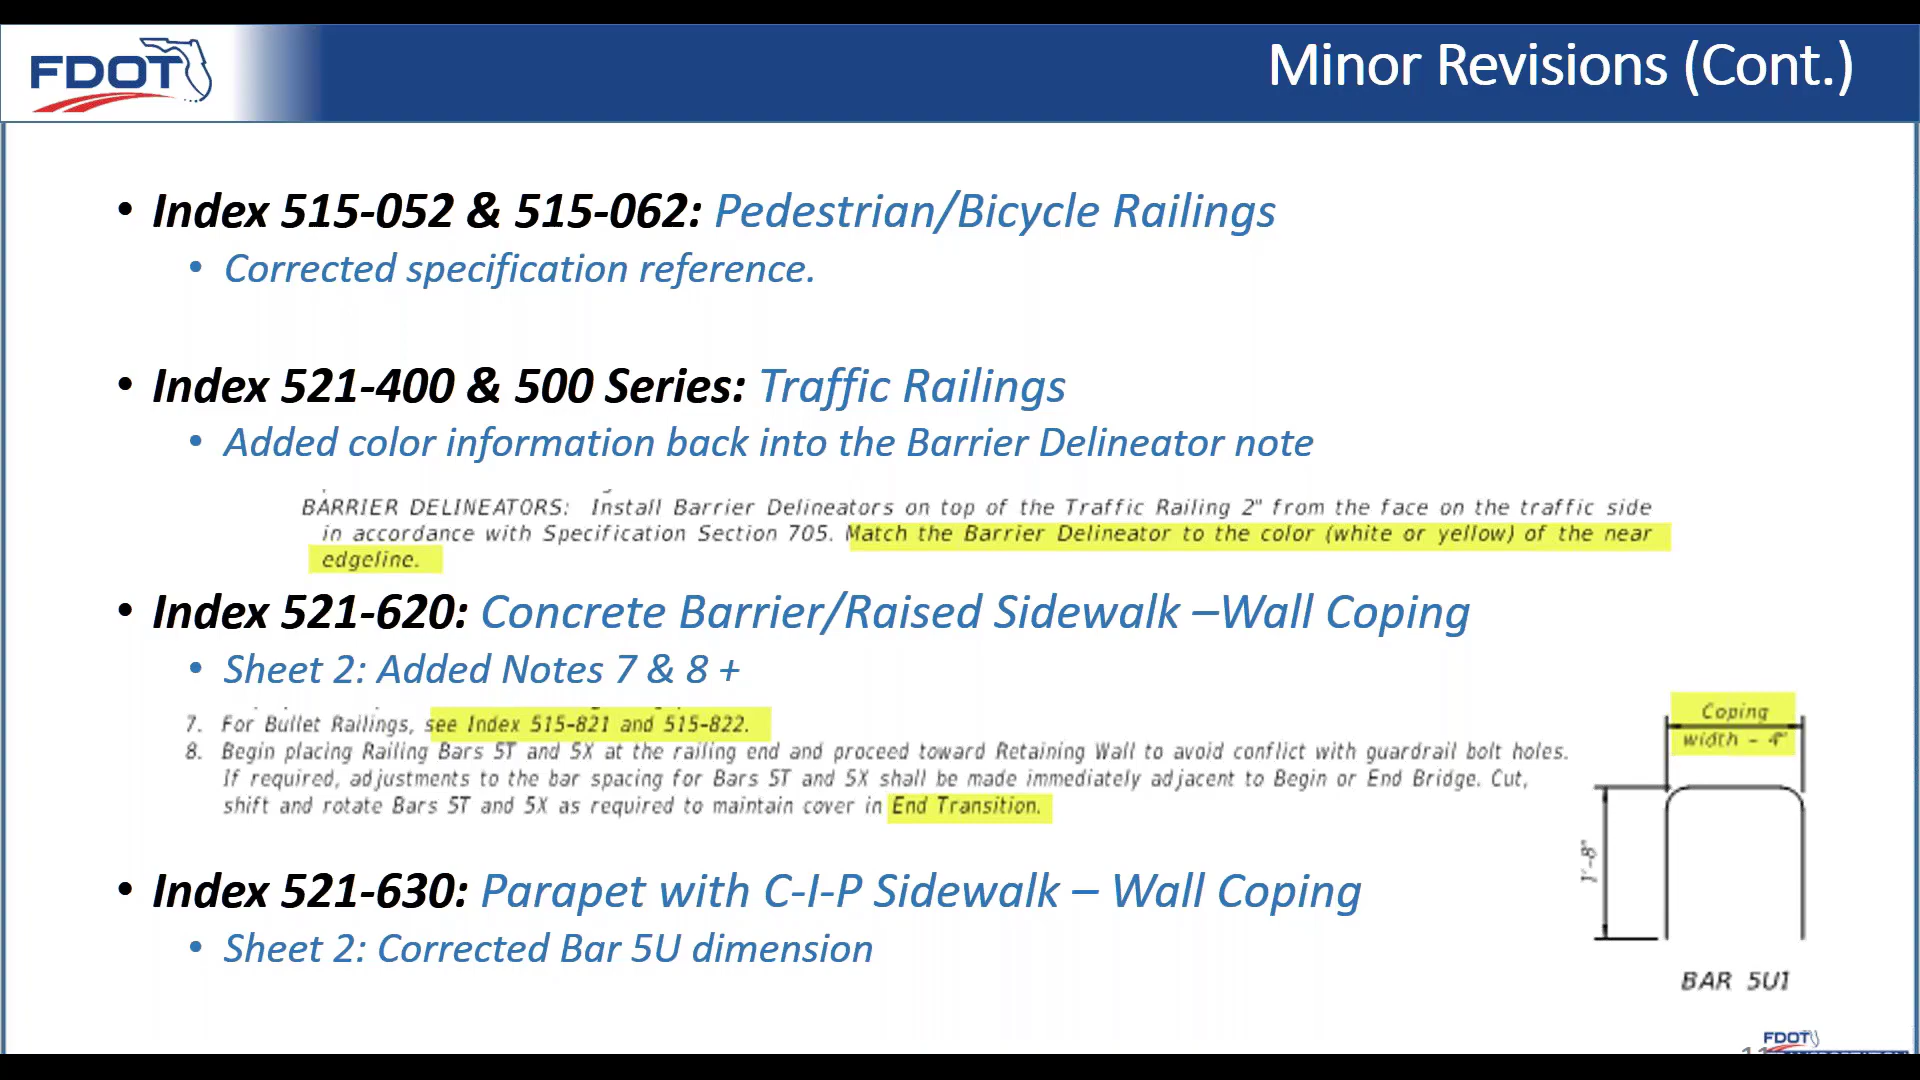 FDOT
Minor Revisions (Cont.)
• Index 515-052 & 515-062: Pedestrian/Bicycle Railings
• Corrected specification reference.
• Index 521-400 & 500 Series: Traffic Railings
• Added color information back into the Barrier Delineator note
BARRIER DELINEATORS: Install Barrier Delineators on top of the Traffic Railing 2" from the face on the traffic side
in accordance with Specification Section 705. Match the Barrier Delineator to the color (white or yellow) of the near
edgeline.
• Index 521-620: Concrete Barrier/Raised Sidewalk –Wall Coping
• Sheet 2: Added Notes 7 & 8 +
7. For Bullet Railings, see Index 515-821 and 515-822.
8. Begin placing Railing Bars 5T and 5X at the railing end and proceed toward Retaining Wall to avoid conflict with guardrail bolt holes.
If required, adjustments to the bar spacing for Bars 5T and 5X shall be made immediately adjacent to Begin or End Bridge. Cut,
shift and rotate Bars 5T and 5X as required to maintain cover in End Transition.
Coping
width - 4"
1'-8"
BAR 5U1
• Index 521-630: Parapet with C-I-P Sidewalk – Wall Coping
• Sheet 2: Corrected Bar 5U dimension
FDOT